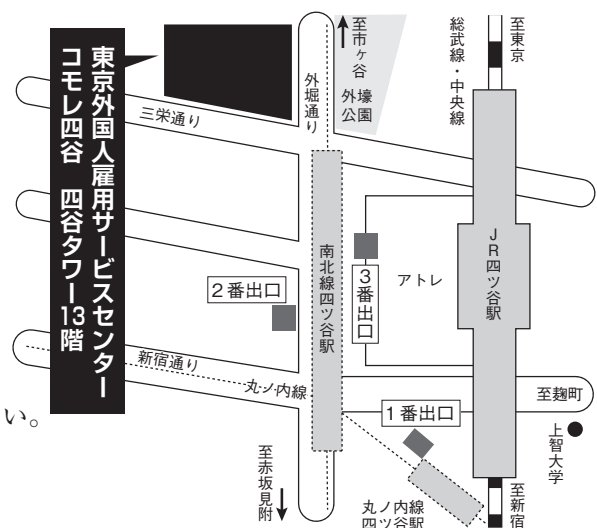 東京外国人雇用サービスセンター
コモレ四谷 四谷タワー13階
至市ヶ谷
外壕
公園
外堀通り
三栄通り
総武線・中央線
至東京
南北線四ツ谷駅
2番出口
3番出口
アトレ
JR四ツ谷駅
新宿通り
丸ノ内線
至麹町
1番出口
上智大学
い。
至赤坂見附
丸ノ内線
四ツ谷駅
至新宿